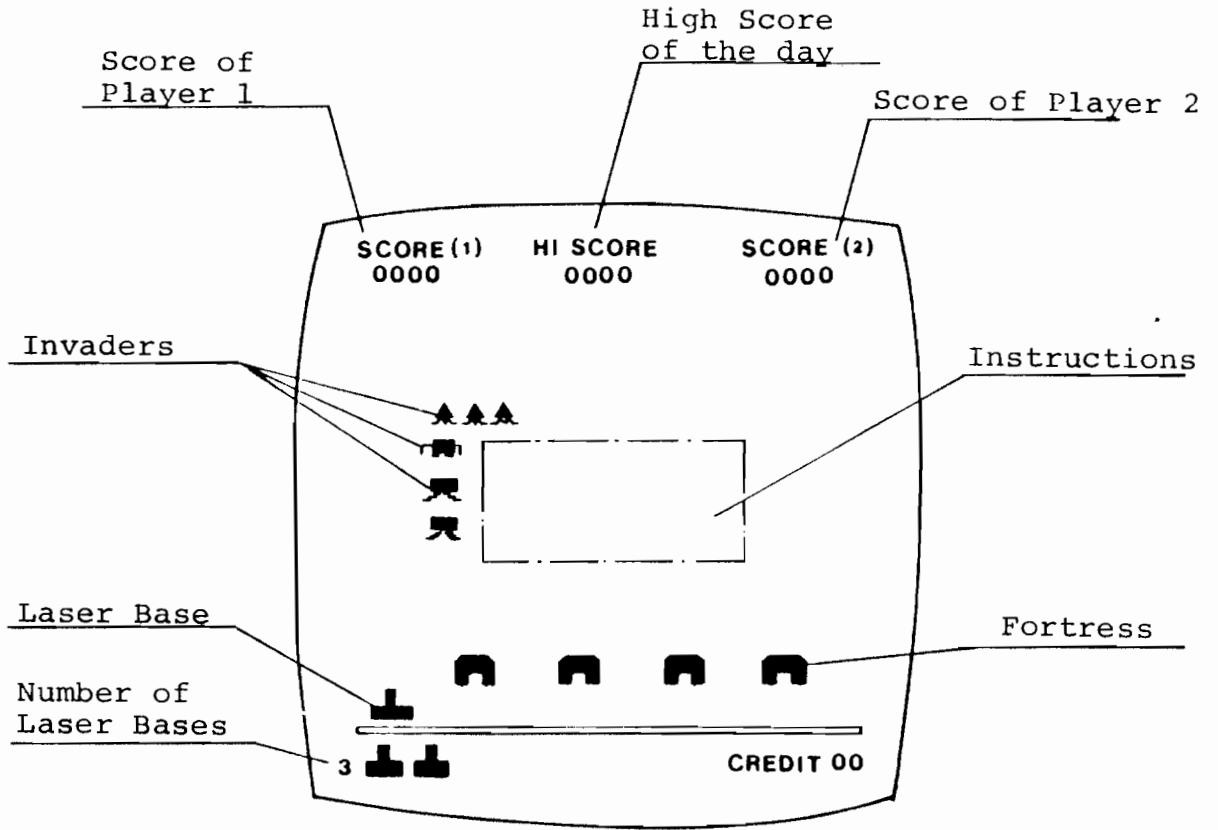 High Score
of the day
Score of
Player 1
Score of Player 2
SCORE (1) HI SCORE SCORE (2)
0000 0000 0000
Invaders
Instructions
Laser Base
Fortress
Number of
Laser Bases
3
CREDIT 00